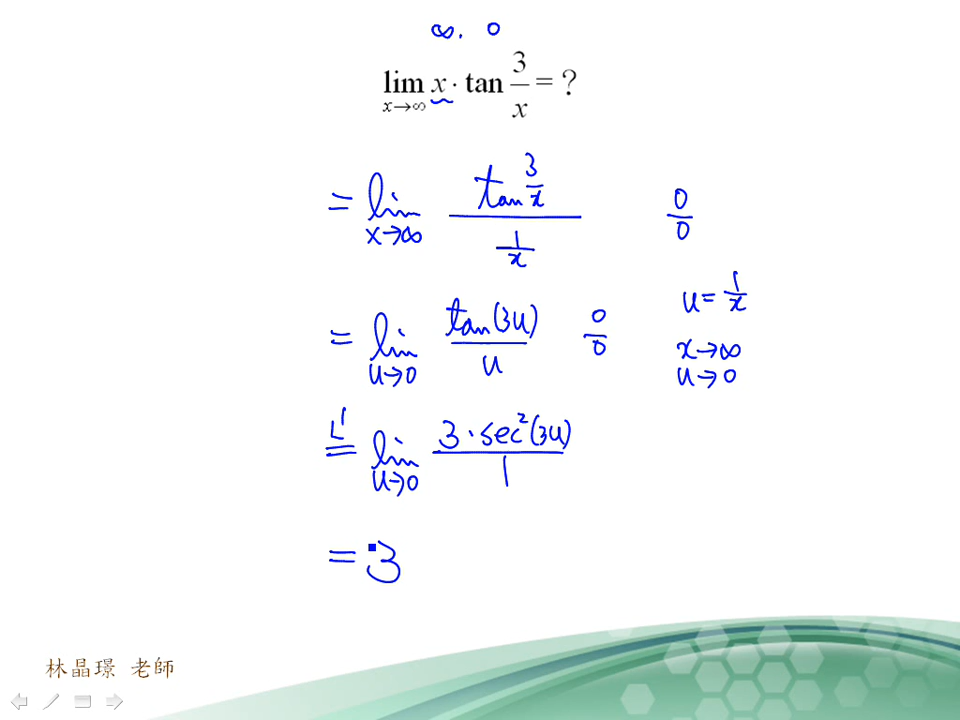 ∞. 0
lim x→∞ x · tan 3/x = ?
= lim x→∞ tan 3/x / 1/x 0/0
u = 1/x
= lim u→0 tan(3u) / u 0/0
x→∞
u→0
L' = lim u→0 3 · sec²(3u) / 1
= 3
林晶璟 老師